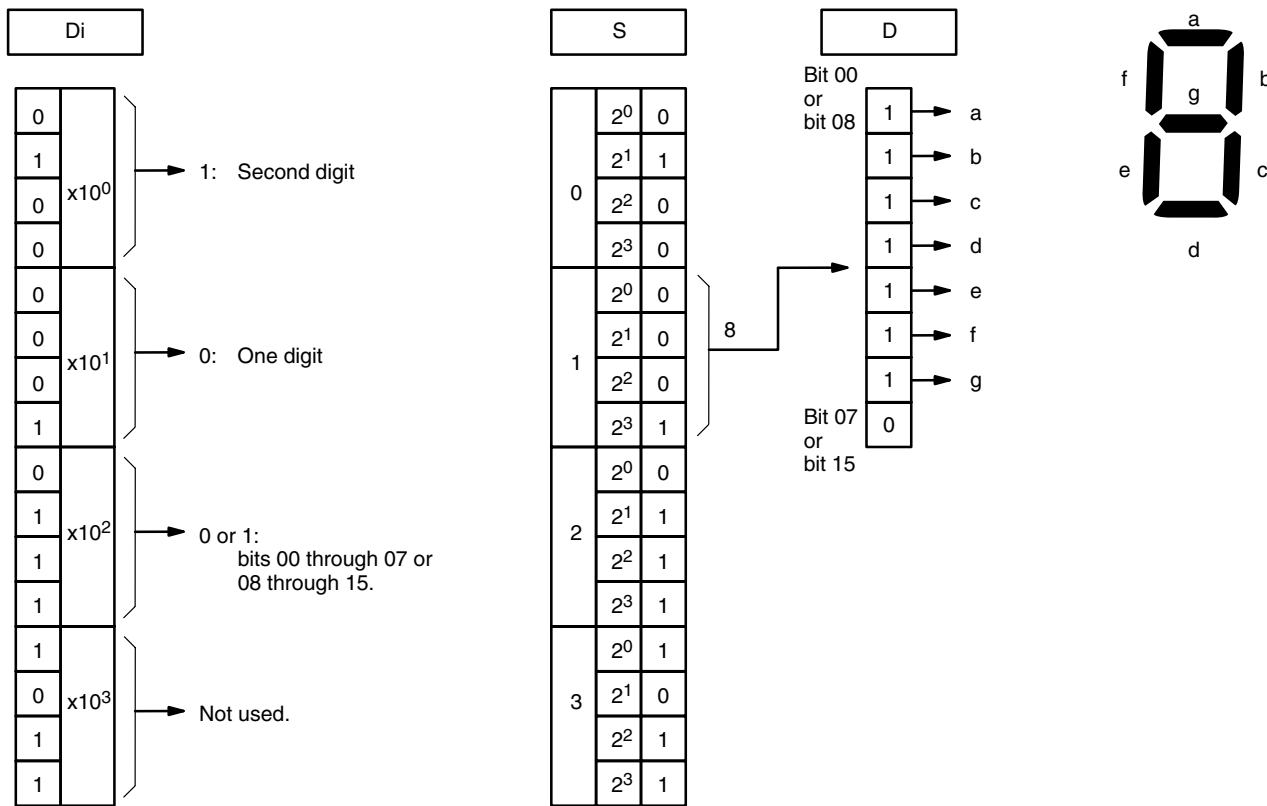 Di
S
D
0
1
0
0
x10⁰
1: Second digit
0
0
0
1
x10¹
0: One digit
0
1
1
1
x10²
0 or 1:
bits 00 through 07 or
08 through 15.
1
0
1
1
x10³
Not used.
0
2⁰ 0
2¹ 1
2² 0
2³ 0
1
2⁰ 0
2¹ 0
2² 0
2³ 1
8
2
2⁰ 0
2¹ 1
2² 1
2³ 1
3
2⁰ 1
2¹ 0
2² 1
2³ 1
Bit 00
or
bit 08
1 a
1 b
1 c
1 d
1 e
1 f
1 g
0
Bit 07
or
bit 15
a
f b
g
e c
d